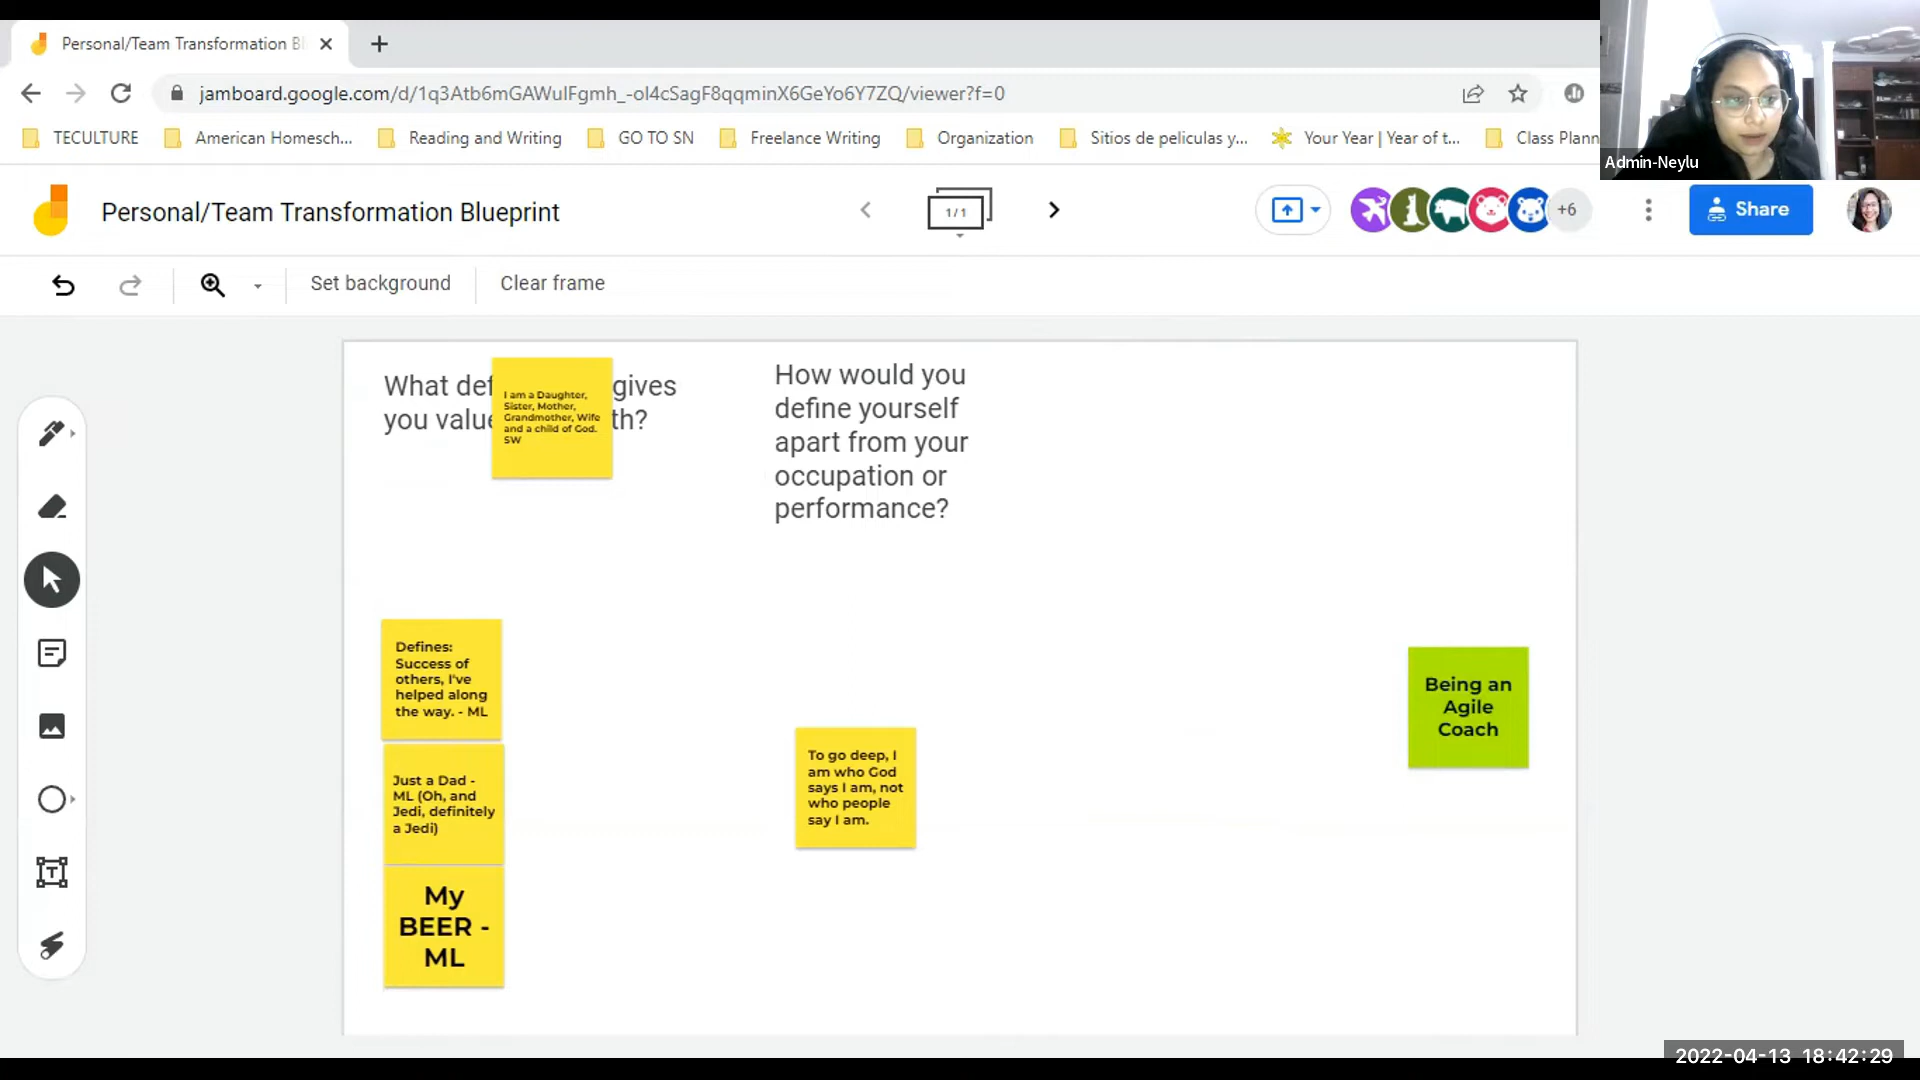 Personal/Team Transformation Bl
jamboard.google.com/d/1q3Atb6mGAWuIFgmh_-oI4cSagF8qqminX6GeYo6Y7ZQ/viewer?f=0
TECULTURE
American Homesch...
Reading and Writing
GO TO SN
Freelance Writing
Organization
Sitios de peliculas y...
Your Year | Year of t...
Class Plann
Admin-Neylu
Personal/Team Transformation Blueprint
1/1
+6
Share
Set background
Clear frame
What def gives
you value th?
I am a Daughter,
Sister, Mother,
Grandmother, Wife
and a child of God.
SW
How would you
define yourself
apart from your
occupation or
performance?
Defines:
Success of
others, I've
helped along
the way. - ML
Just a Dad -
ML (Oh, and
Jedi, definitely
a Jedi)
My
BEER -
ML
To go deep, I
am who God
says I am, not
who people
say I am.
Being an
Agile
Coach
2022-04-13 18:42:29